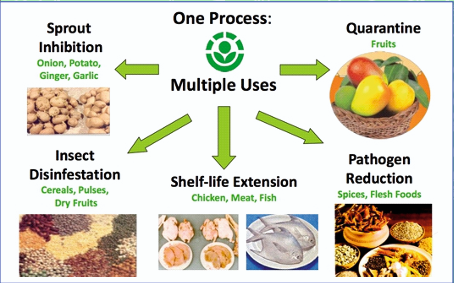 One Process:
Multiple Uses
Sprout
Inhibition
Onion, Potato,
Ginger, Garlic
Quarantine
Fruits
Insect
Disinfestation
Cereals, Pulses,
Dry Fruits
Shelf-life Extension
Chicken, Meat, Fish
Pathogen
Reduction
Spices, Flesh Foods